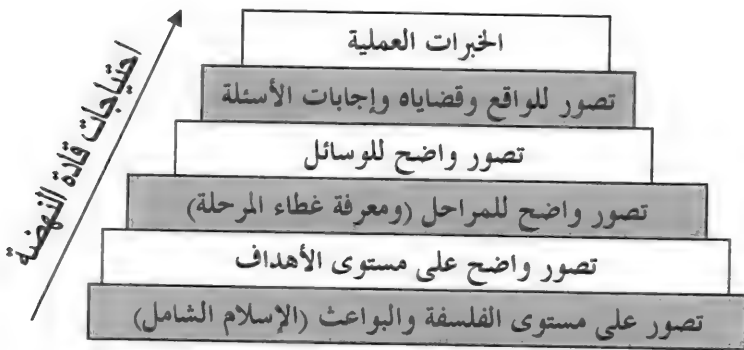 الخبرات العملية
تصور للواقع وقضاياه وإجابات الأسئلة
تصور واضح للوسائل
تصور واضح للمراحل (ومعرفة غطاء المرحلة)
تصور واضح على مستوى الأهداف
تصور على مستوى الفلسفة والبواعث (الإسلام الشامل)
احتياجات قادة النهضة